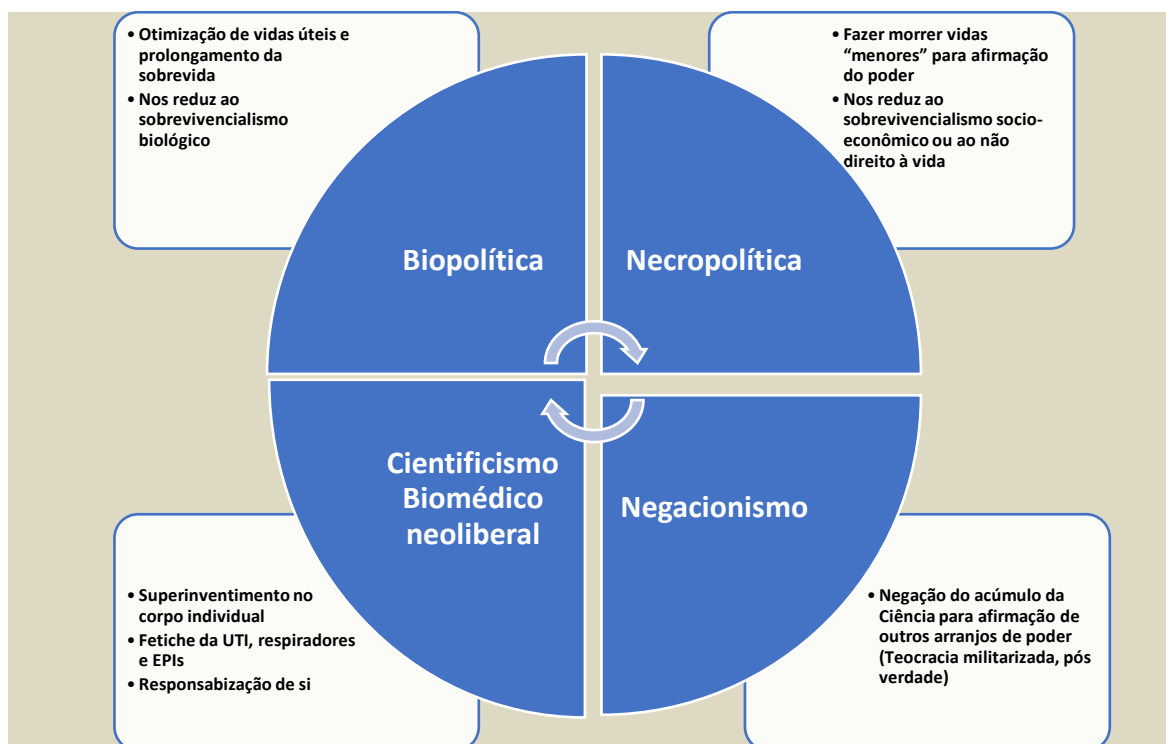 • Otimização de vidas úteis e
prolongamento da
sobrevida
• Nos reduz ao
sobrevivencialismo
biológico
• Fazer morrer vidas
“menores” para afirmação
do poder
• Nos reduz ao
sobrevivencialismo socio-
econômico ou ao não
direito à vida
Biopolítica
Necropolítica
Cientificismo
Biomédico
neoliberal
Negacionismo
• Superinventimento no
corpo individual
• Fetiche da UTI, respiradores
e EPIs
• Responsabização de si
• Negação do acúmulo da
Ciência para afirmação de
outros arranjos de poder
(Teocracia militarizada, pós
verdade)